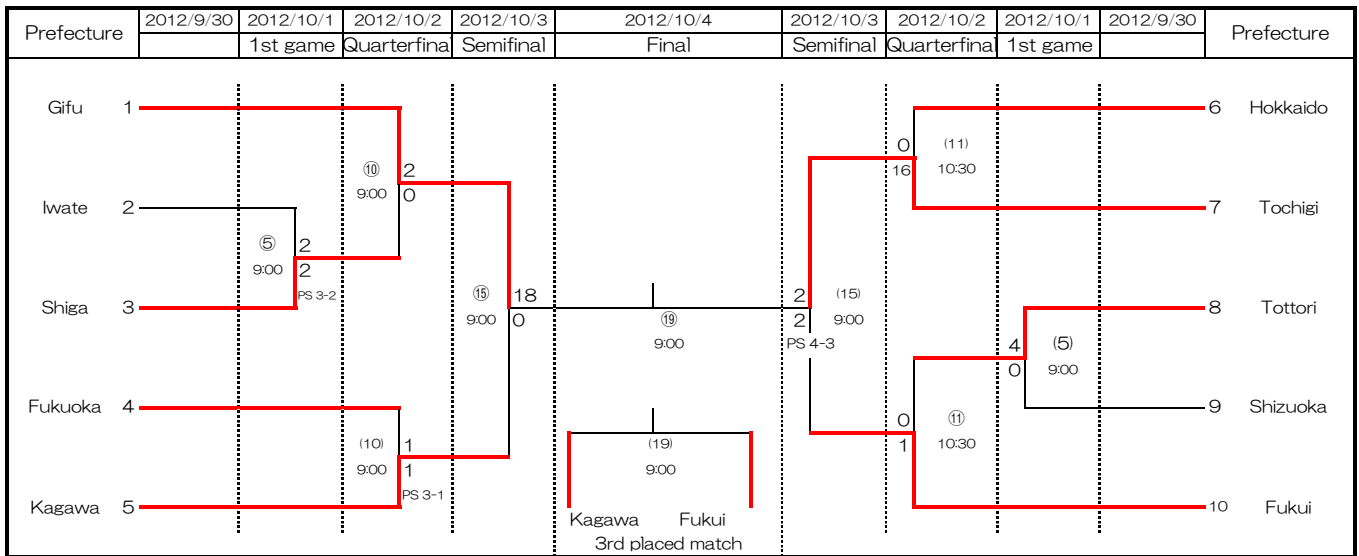 Prefecture 2012/9/30 2012/10/1 2012/10/2 2012/10/3 2012/10/4 2012/10/3 2012/10/2 2012/10/1 2012/9/30 Prefecture
1st game Quarterfinal Semifinal Final Semifinal Quarterfinal 1st game
Gifu 1 6 Hokkaido
0 (11)
⑩ 2 16 10:30
9:00 0
Iwate 2 7 Tochigi
⑤ 2
9:00 2
PS 3-2
Shiga 3 ⑮ 18 2 (15) 8 Tottori
9:00 0 ⑲ 2 9:00
9:00 PS 4-3 4 (5)
0 9:00
Fukuoka 4 9 Shizuoka
0 ⑪
(10) 1 (19) 1 10:30
9:00 1 9:00
PS 3-1
Kagawa 5 10 Fukui
Kagawa Fukui
3rd placed match